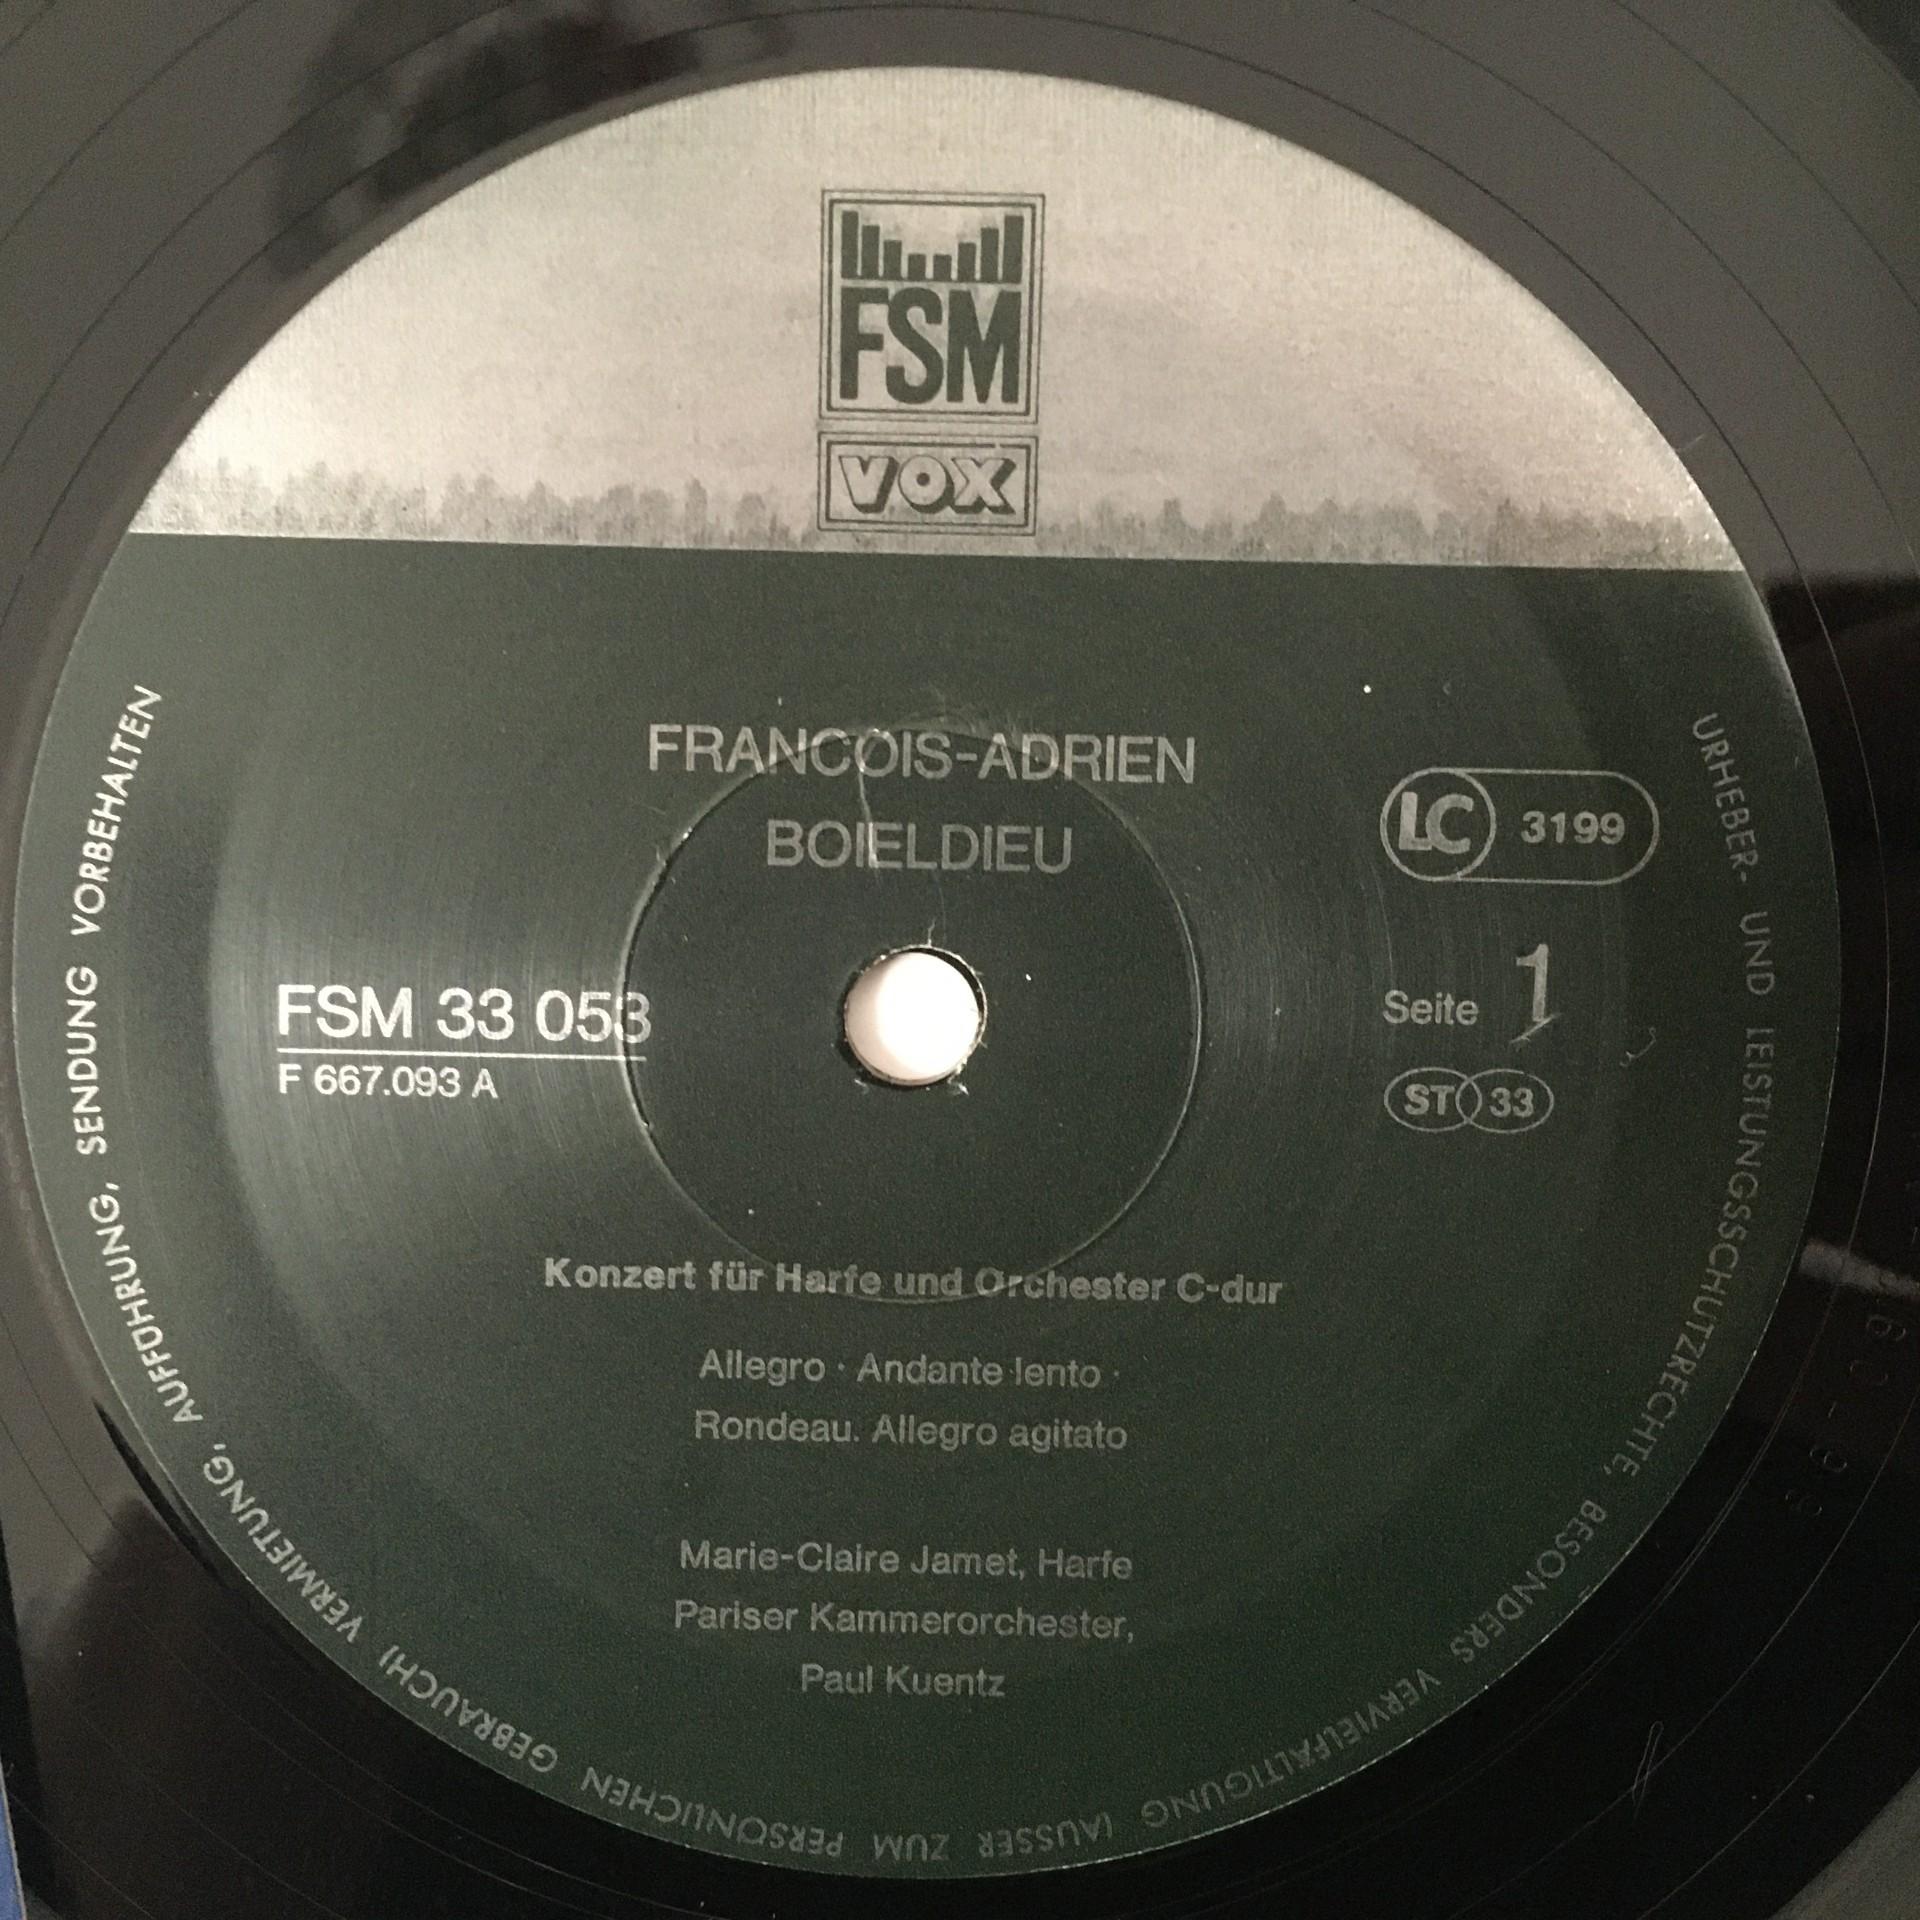 FSM
VOX
FRANCOIS-ADRIEN
BOIELDIEU
LC 3199
FSM 33 053
F 667.093 A
Seite 1
ST 33
Konzert für Harfe und Orchester C-dur
Allegro · Andante lento ·
Rondeau. Allegro agitato
Marie-Claire Jamet, Harfe
Pariser Kammerorchester,
Paul Kuentz
URHEBER- UND LEISTUNGSSCHUTZRECHTE, BESONDERS VERVIELFÄLTIGUNG (AUSSER ZUM PERSÖNLICHEN GEBRAUCH) VERMIETUNG, AUFFÜHRUNG, SENDUNG VORBEHALTEN